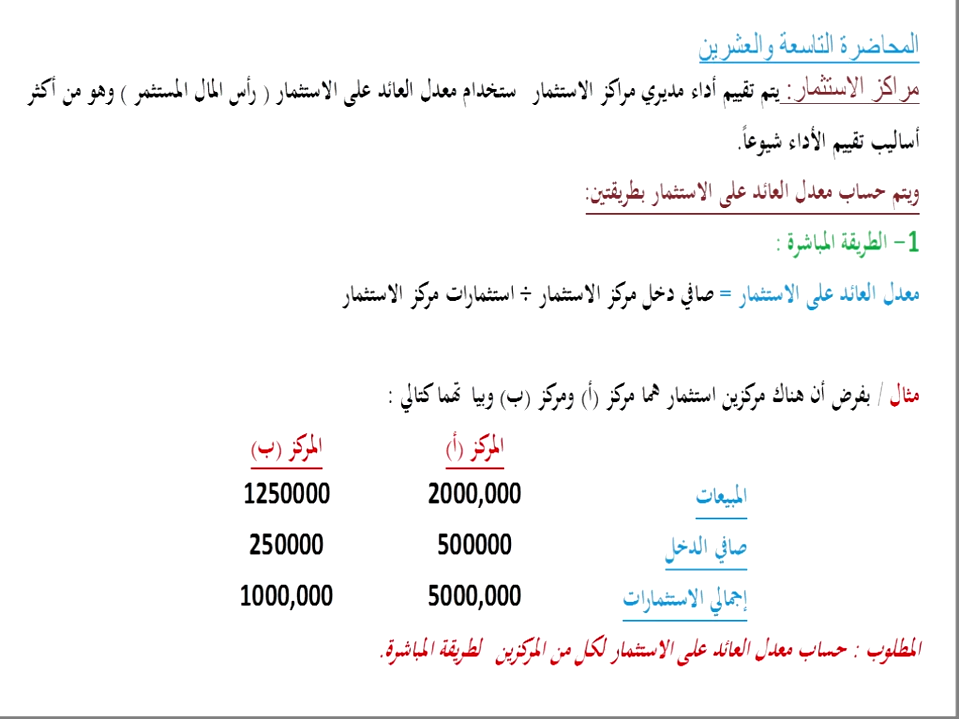 المحاضرة التاسعة والعشرين
مراكز الاستثمار: يتم تقييم أداء مديري مراكز الاستثمار ستخدام معدل العائد على الاستثمار ( رأس المال المستثمر ) وهو من أكثر
أساليب تقييم الأداء شيوعاً.
ويتم حساب معدل العائد على الاستثمار بطريقتين:
1- الطريقة المباشرة :
معدل العائد على الاستثمار = صافي دخل مركز الاستثمار ÷ استثمارات مركز الاستثمار
مثال / بفرض أن هناك مركزين استثمار هما مركز (أ) ومركز (ب) وبيا تهما كتالي :
المركز (أ) المركز (ب)
المبيعات 2000,000 1250000
صافي الدخل 500000 250000
إجمالي الاستثمارات 5000,000 1000,000
المطلوب : حساب معدل العائد على الاستثمار لكل من المركزين لطريقة المباشرة.